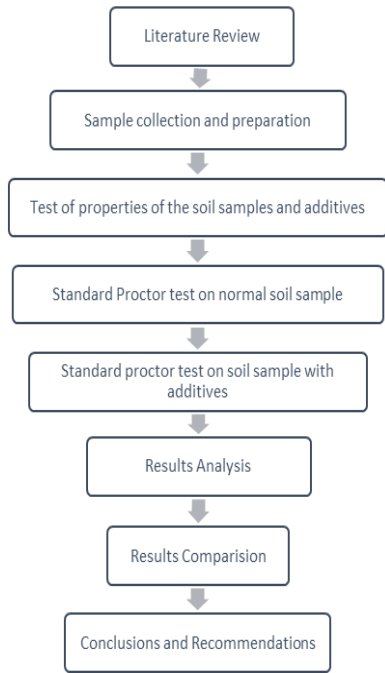 Literature Review
Sample collection and preparation
Test of properties of the soil samples and additives
Standard Proctor test on normal soil sample
Standard proctor test on soil sample with
additives
Results Analysis
Results Comparision
Conclusions and Recommendations